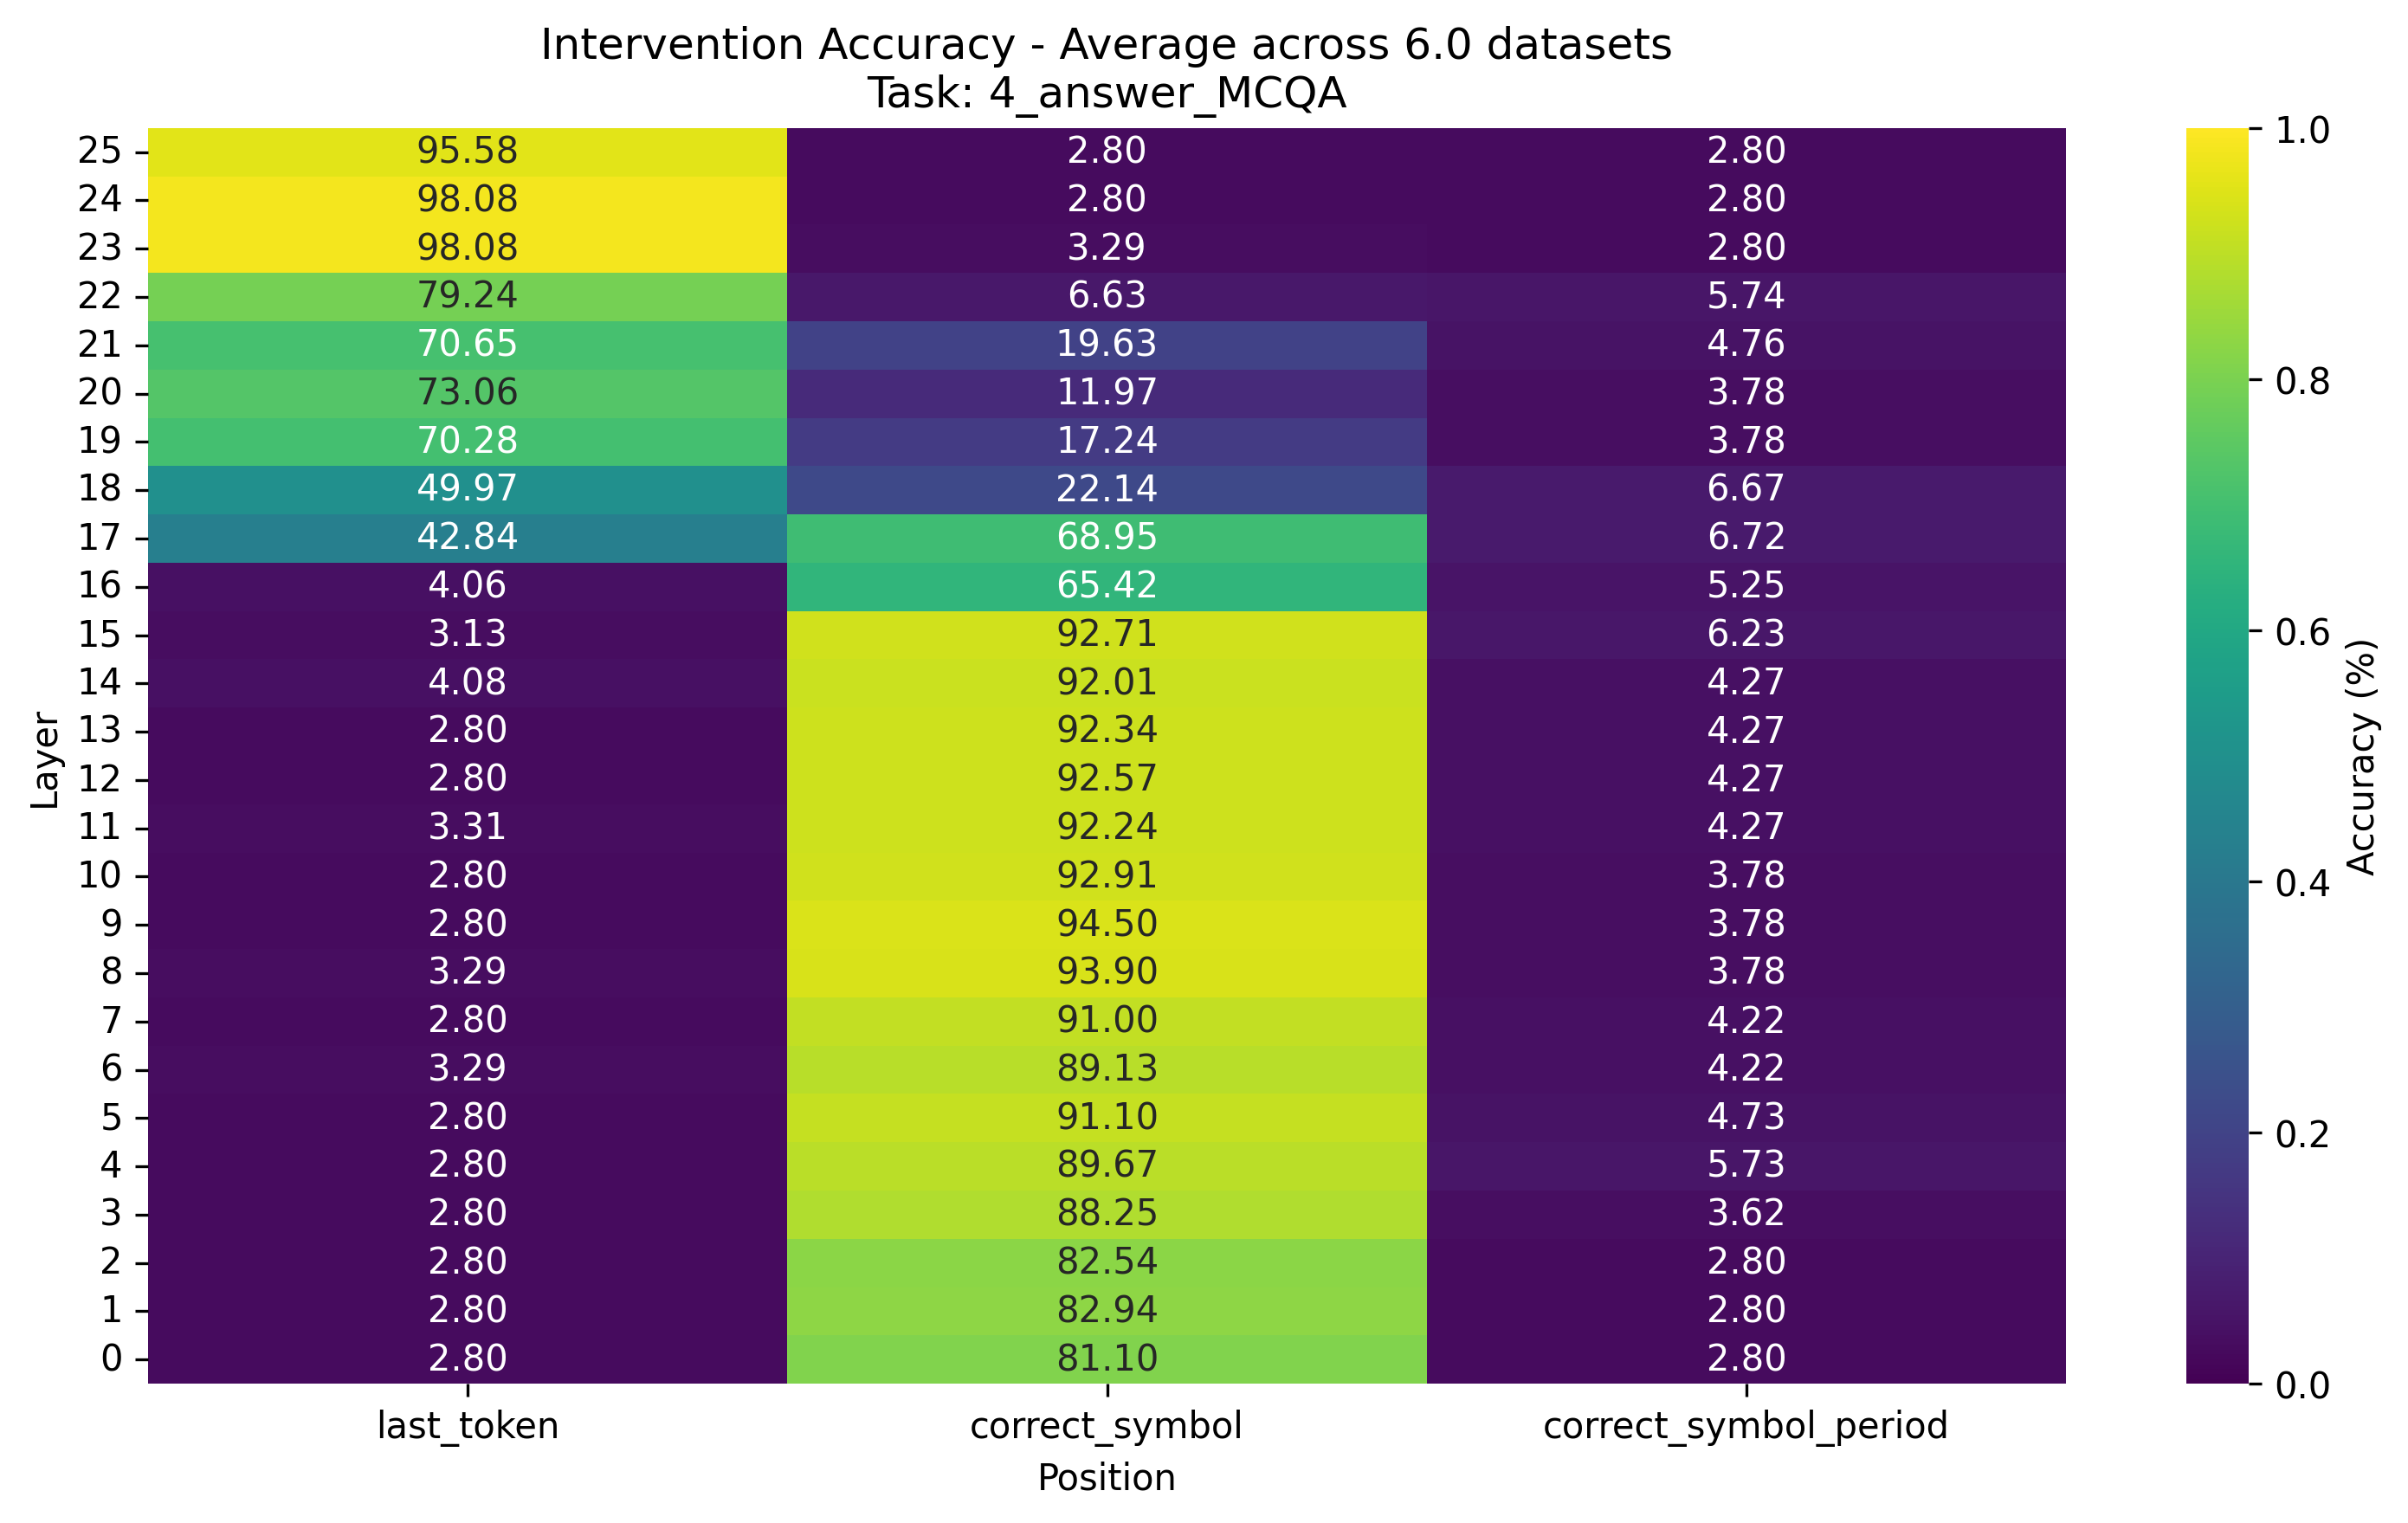 Intervention Accuracy - Average across 6.0 datasets
Task: 4_answer_MCQA
25 95.58 2.80 2.80
24 98.08 2.80 2.80
23 98.08 3.29 2.80
22 79.24 6.63 5.74
21 70.65 19.63 4.76
20 73.06 11.97 3.78
19 70.28 17.24 3.78
18 49.97 22.14 6.67
17 42.84 68.95 6.72
16 4.06 65.42 5.25
15 3.13 92.71 6.23
14 4.08 92.01 4.27
13 2.80 92.34 4.27
12 2.80 92.57 4.27
11 3.31 92.24 4.27
10 2.80 92.91 3.78
9 2.80 94.50 3.78
8 3.29 93.90 3.78
7 2.80 91.00 4.22
6 3.29 89.13 4.22
5 2.80 91.10 4.73
4 2.80 89.67 5.73
3 2.80 88.25 3.62
2 2.80 82.54 2.80
1 2.80 82.94 2.80
0 2.80 81.10 2.80
last_token correct_symbol correct_symbol_period
Position
Layer
1.0
0.8
0.6
0.4
0.2
0.0
Accuracy (%)